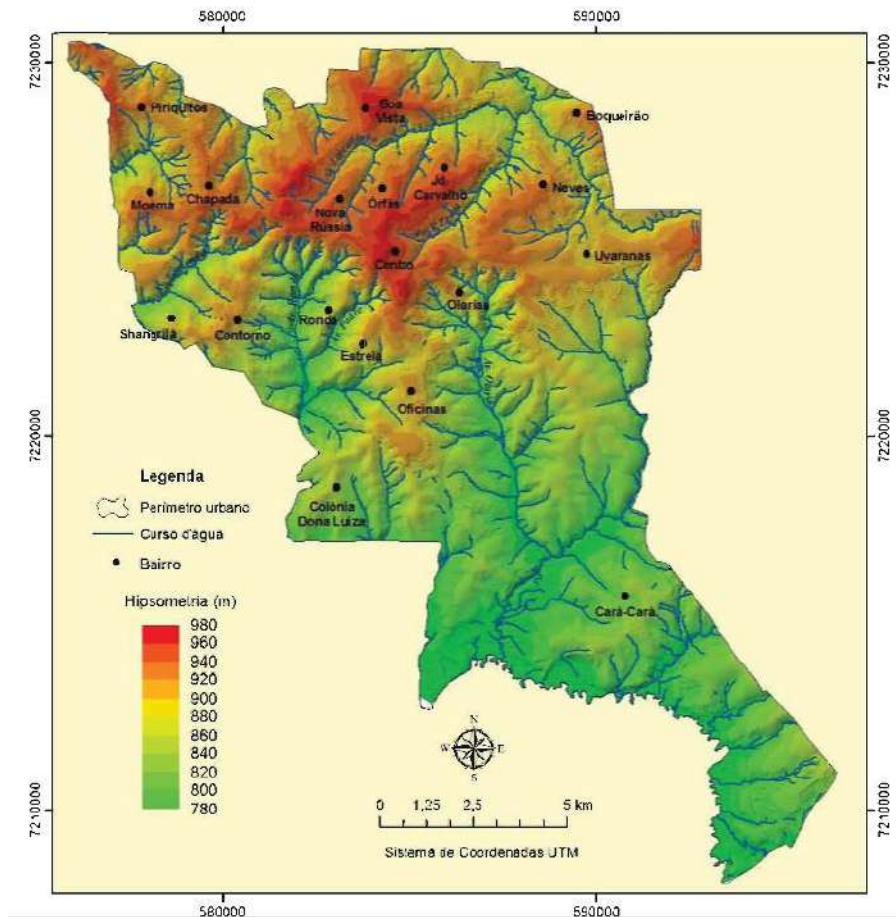 580000
590000
7230000
7230000
Piriquitos
Boa
Vista
Boqueirão
Moema
Chapada
Nova
Rússia
Órfãs
Jd
Carvalho
Neves
Centro
Uvaranas
Shangrilá
Contorno
Ronda
Olarias
Estrela
Oficinas
7220000
7220000
Colônia
Dona Luiza
Cará-Cará
Legenda
Perímetro urbano
Curso d'água
Bairro
Hipsometria (m)
980
960
940
920
900
880
860
840
820
800
780
N
W
E
S
0
1,25
2,5
5 km
Sistema de Coordenadas UTM
7210000
7210000
580000
590000